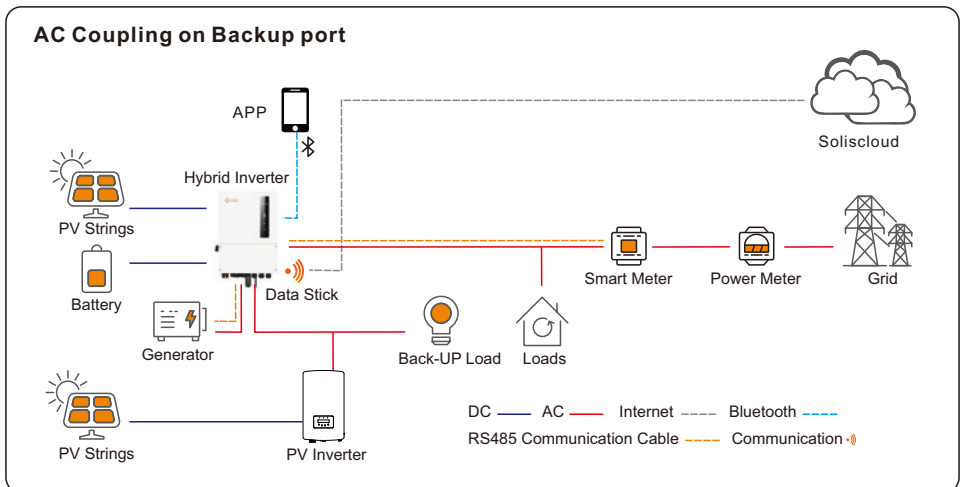 AC Coupling on Backup port
APP
Soliscloud
Hybrid Inverter
PV Strings
Battery
Data Stick
Smart Meter
Power Meter
Grid
Generator
Back-UP Load
Loads
DC AC Internet Bluetooth
RS485 Communication Cable Communication
PV Strings
PV Inverter